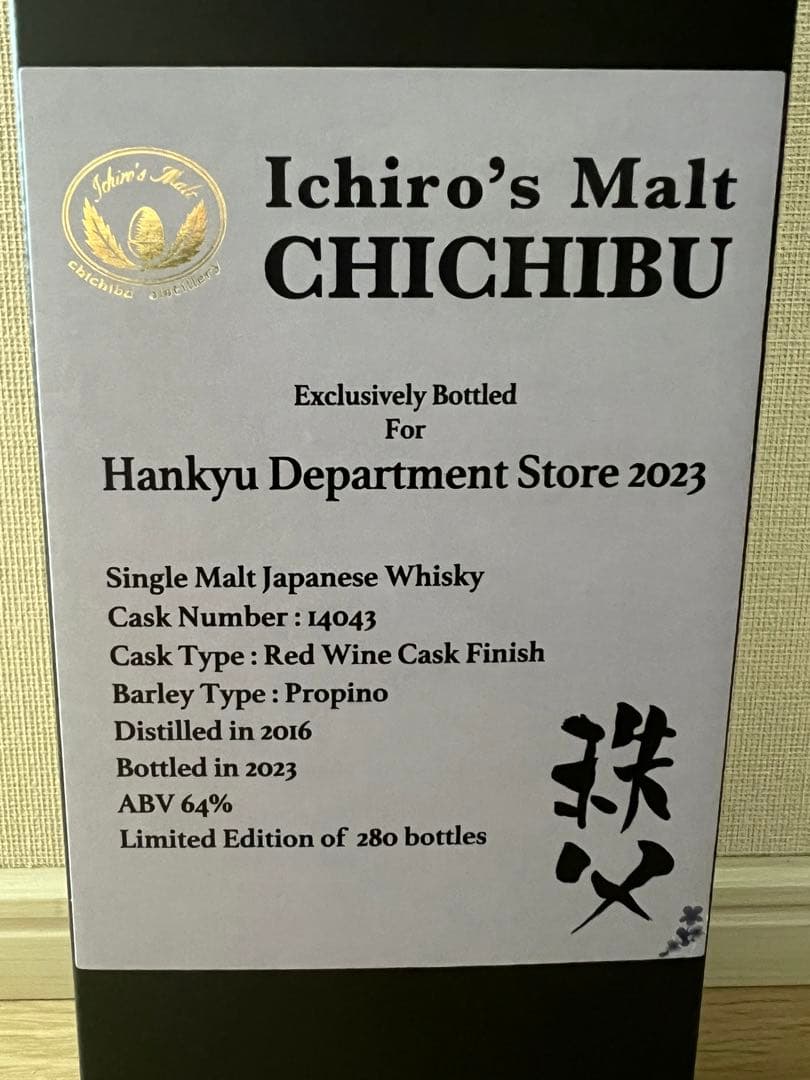 Ichiro's Malt
chichibu distillery
Ichiro's Malt
CHICHIBU
Exclusively Bottled
For
Hankyu Department Store 2023
Single Malt Japanese Whisky
Cask Number : 14043
Cask Type : Red Wine Cask Finish
Barley Type : Propino
Distilled in 2016
Bottled in 2023
ABV 64%
Limited Edition of 280 bottles
秩父